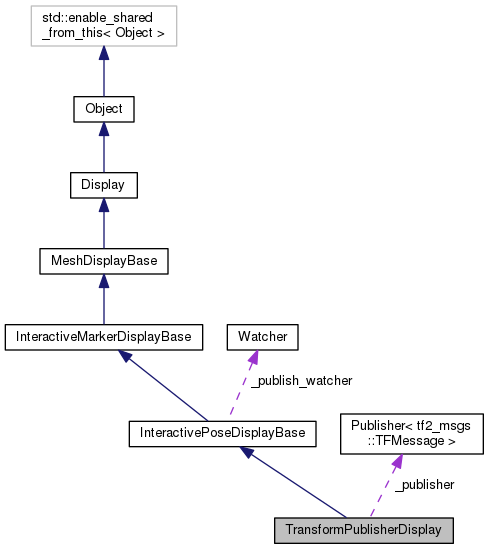 std::enable_shared
_from_this< Object >
Object
Display
MeshDisplayBase
InteractiveMarkerDisplayBase
Watcher
_publish_watcher
InteractivePoseDisplayBase
Publisher< tf2_msgs
::TFMessage >
_publisher
TransformPublisherDisplay